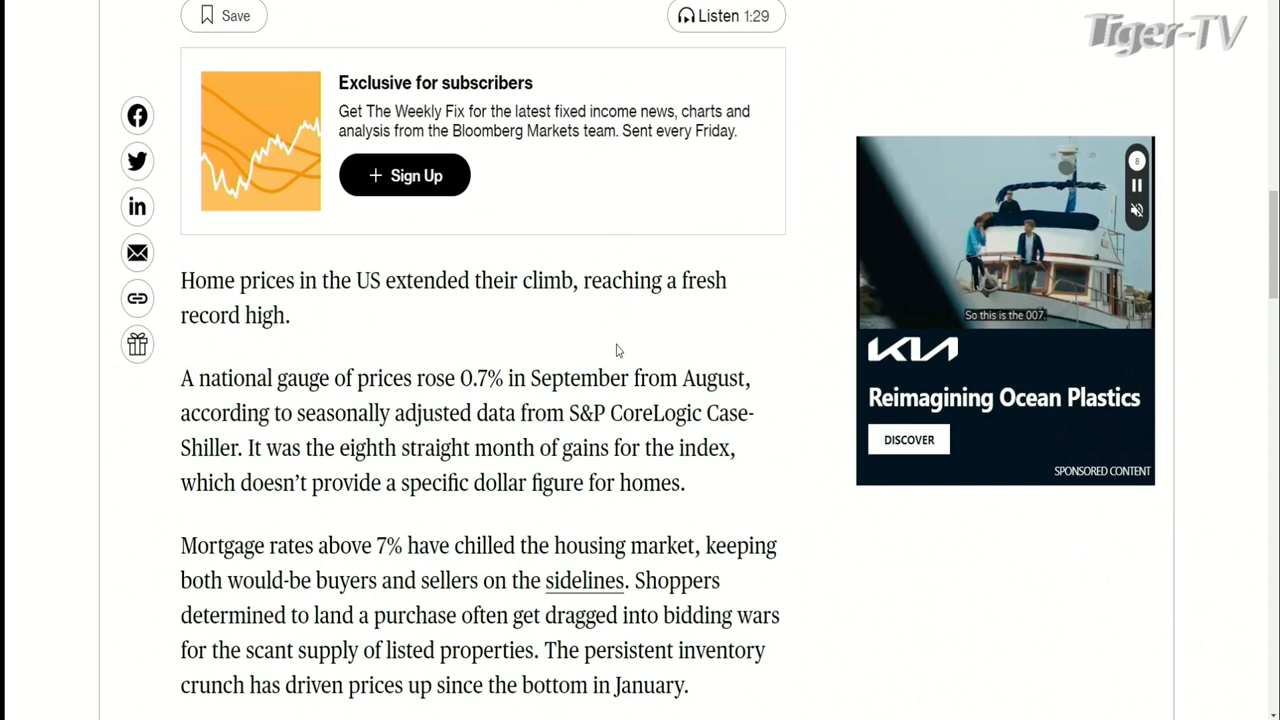 Save
Listen 1:29
Tiger-TV
Exclusive for subscribers
Get The Weekly Fix for the latest fixed income news, charts and
analysis from the Bloomberg Markets team. Sent every Friday.
+ Sign Up
Home prices in the US extended their climb, reaching a fresh
record high.
A national gauge of prices rose 0.7% in September from August,
according to seasonally adjusted data from S&P CoreLogic Case-
Shiller. It was the eighth straight month of gains for the index,
which doesn’t provide a specific dollar figure for homes.
Mortgage rates above 7% have chilled the housing market, keeping
both would-be buyers and sellers on the sidelines. Shoppers
determined to land a purchase often get dragged into bidding wars
for the scant supply of listed properties. The persistent inventory
crunch has driven prices up since the bottom in January.
8
So this is the 007.
KIA
Reimagining Ocean Plastics
DISCOVER
SPONSORED CONTENT